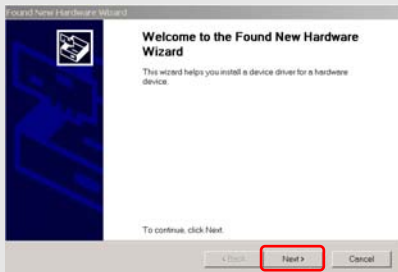 Found New Hardware Wizard
Welcome to the Found New Hardware
Wizard
This wizard helps you install a device driver for a hardware
device.
To continue, click Next.
< Back
Next >
Cancel